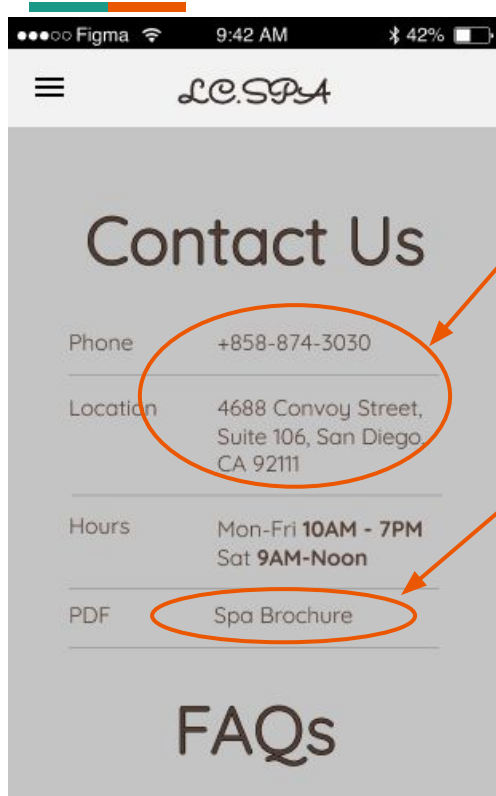 Figma 9:42 AM 42%
LC.SPA
Contact Us
Phone +858-874-3030
Location 4688 Convoy Street,
Suite 106, San Diego,
CA 92111
Hours Mon-Fri 10AM - 7PM
Sat 9AM-Noon
PDF Spa Brochure
FAQs